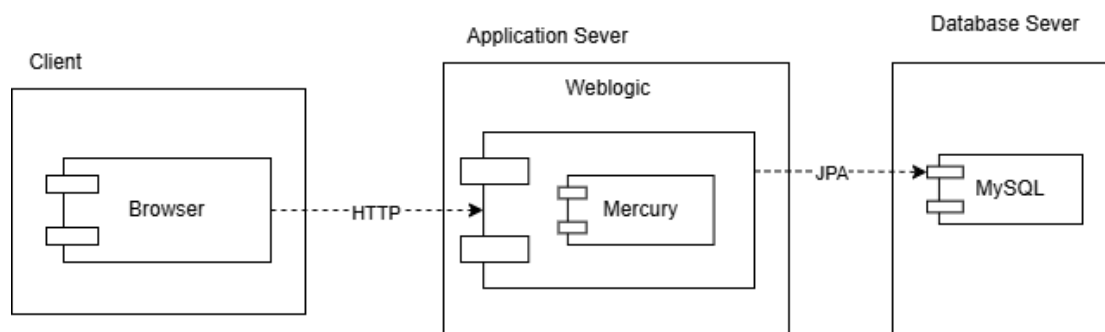 Client
Browser
HTTP
Application Sever
Weblogic
Mercury
JPA
Database Sever
MySQL